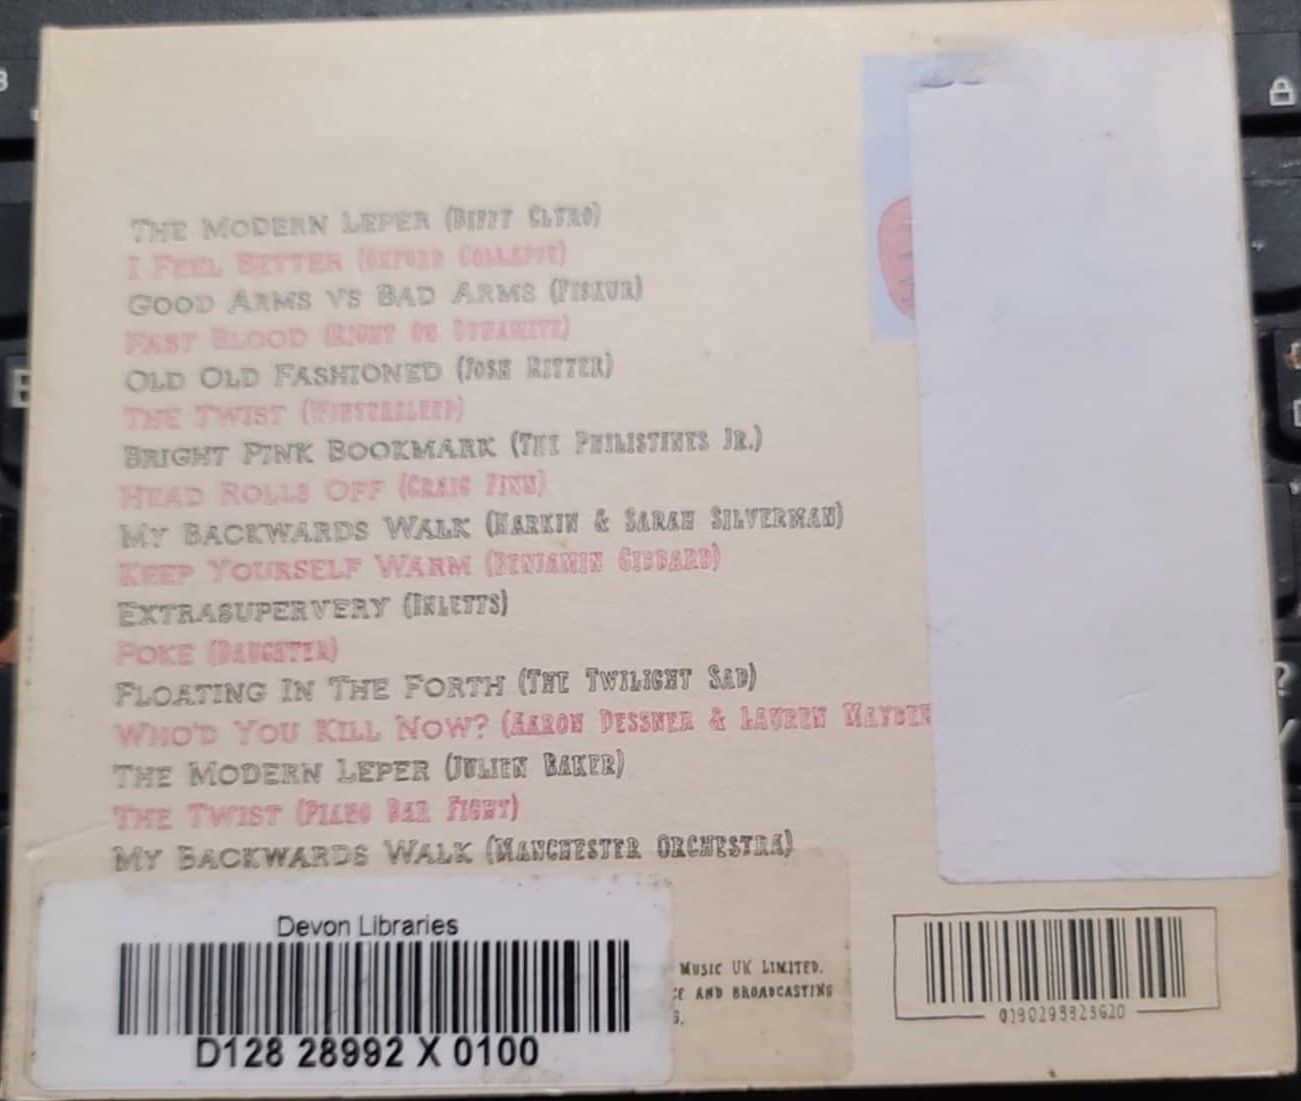 The Modern Leper (Biffy Clyro)
I Feel Better (Oxford Collapse)
Good Arms vs Bad Arms (Fiskur)
Fast Blood (Right On Dynamite)
Old Old Fashioned (Josh Ritter)
The Twist (Wintersleep)
Bright Pink Bookmark (The Philistines Jr.)
Head Rolls Off (Craig Finn)
My Backwards Walk (Harkin & Sarah Silverman)
Keep Yourself Warm (Benjamin Gibbard)
Extrasupervery (Inletts)
Poke (Daughter)
Floating In The Forth (The Twilight Sad)
Who'd You Kill Now? (Aaron Dessner & Lauren Mayber
The Modern Leper (Julien Baker)
The Twist (Piano Bar Fight)
My Backwards Walk (Manchester Orchestra)
Devon Libraries
D128 28992 X 0100
Music UK Limited.
and Broadcasting